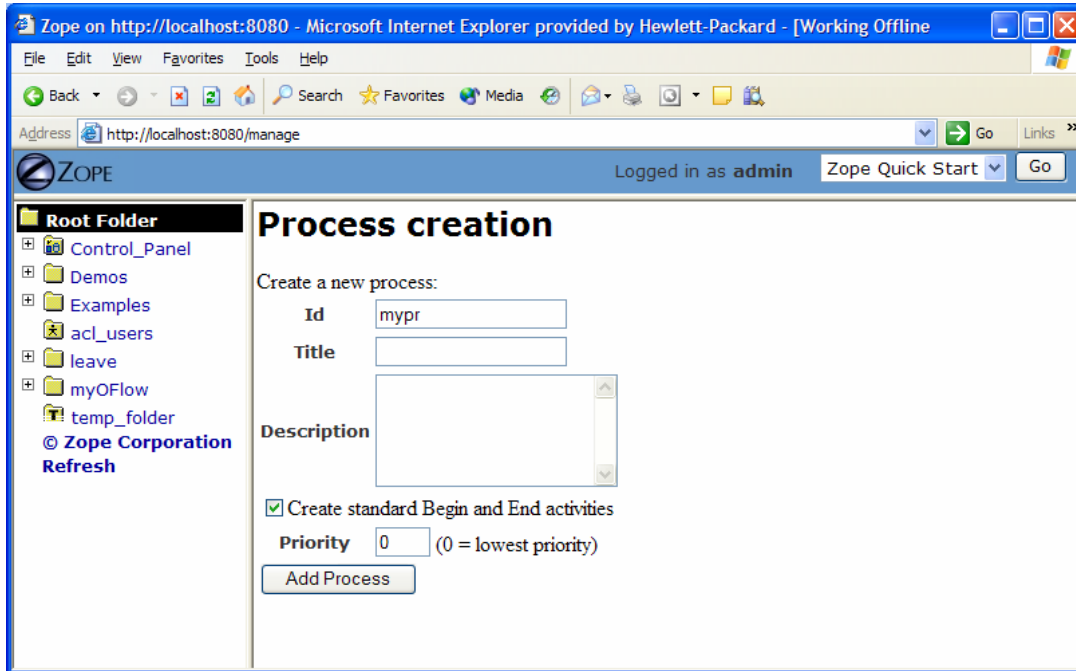 Zope on http://localhost:8080 - Microsoft Internet Explorer provided by Hewlett-Packard - [Working Offline
File Edit View Favorites Tools Help
Back Search Favorites Media
Address http://localhost:8080/manage Go Links »
ZOPE Logged in as admin Zope Quick Start Go
Root Folder
Control_Panel
Demos
Examples
acl_users
leave
myOFlow
temp_folder
© Zope Corporation
Refresh
Process creation
Create a new process:
Id mypr
Title
Description
Create standard Begin and End activities
Priority 0 (0 = lowest priority)
Add Process